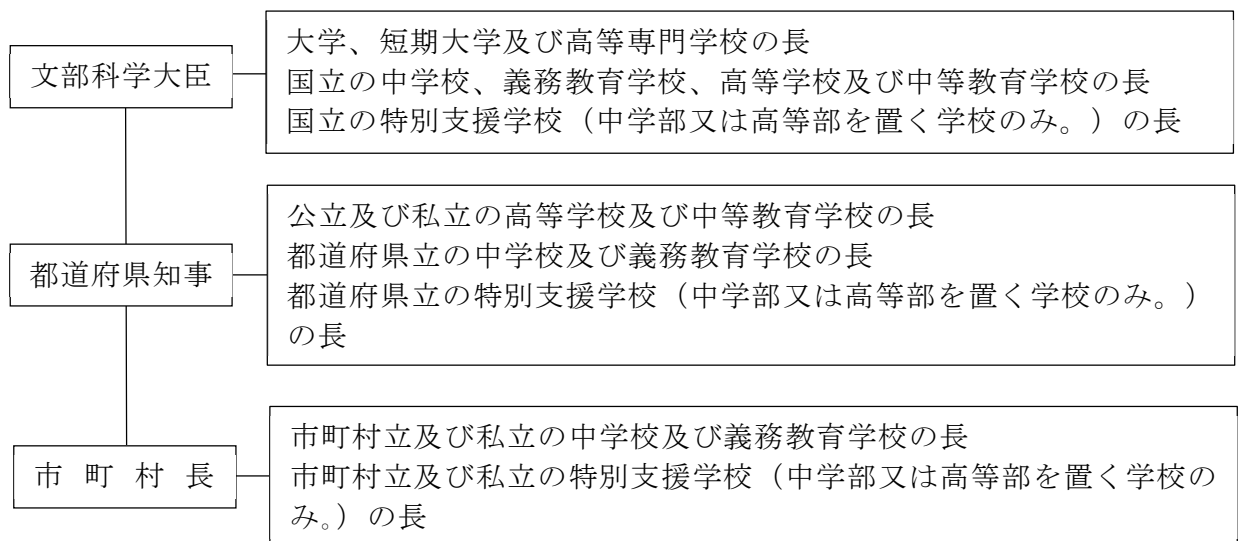 文部科学大臣
大学、短期大学及び高等専門学校の長
国立の中学校、義務教育学校、高等学校及び中等教育学校の長
国立の特別支援学校（中学部又は高等部を置く学校のみ。）の長
都道府県知事
公立及び私立の高等学校及び中等教育学校の長
都道府県立の中学校及び義務教育学校の長
都道府県立の特別支援学校（中学部又は高等部を置く学校のみ。）
の長
市町村長
市町村立及び私立の中学校及び義務教育学校の長
市町村立及び私立の特別支援学校（中学部又は高等部を置く学校の
み。）の長